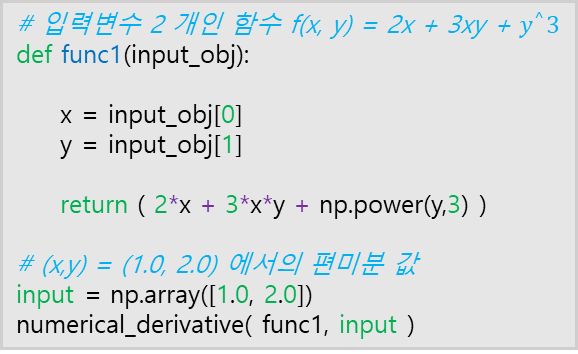 # 입력변수 2 개인 함수 f(x, y) = 2x + 3xy + y^3
def func1(input_obj):
x = input_obj[0]
y = input_obj[1]
return ( 2*x + 3*x*y + np.power(y,3) )
# (x,y) = (1.0, 2.0) 에서의 편미분 값
input = np.array([1.0, 2.0])
numerical_derivative( func1, input )